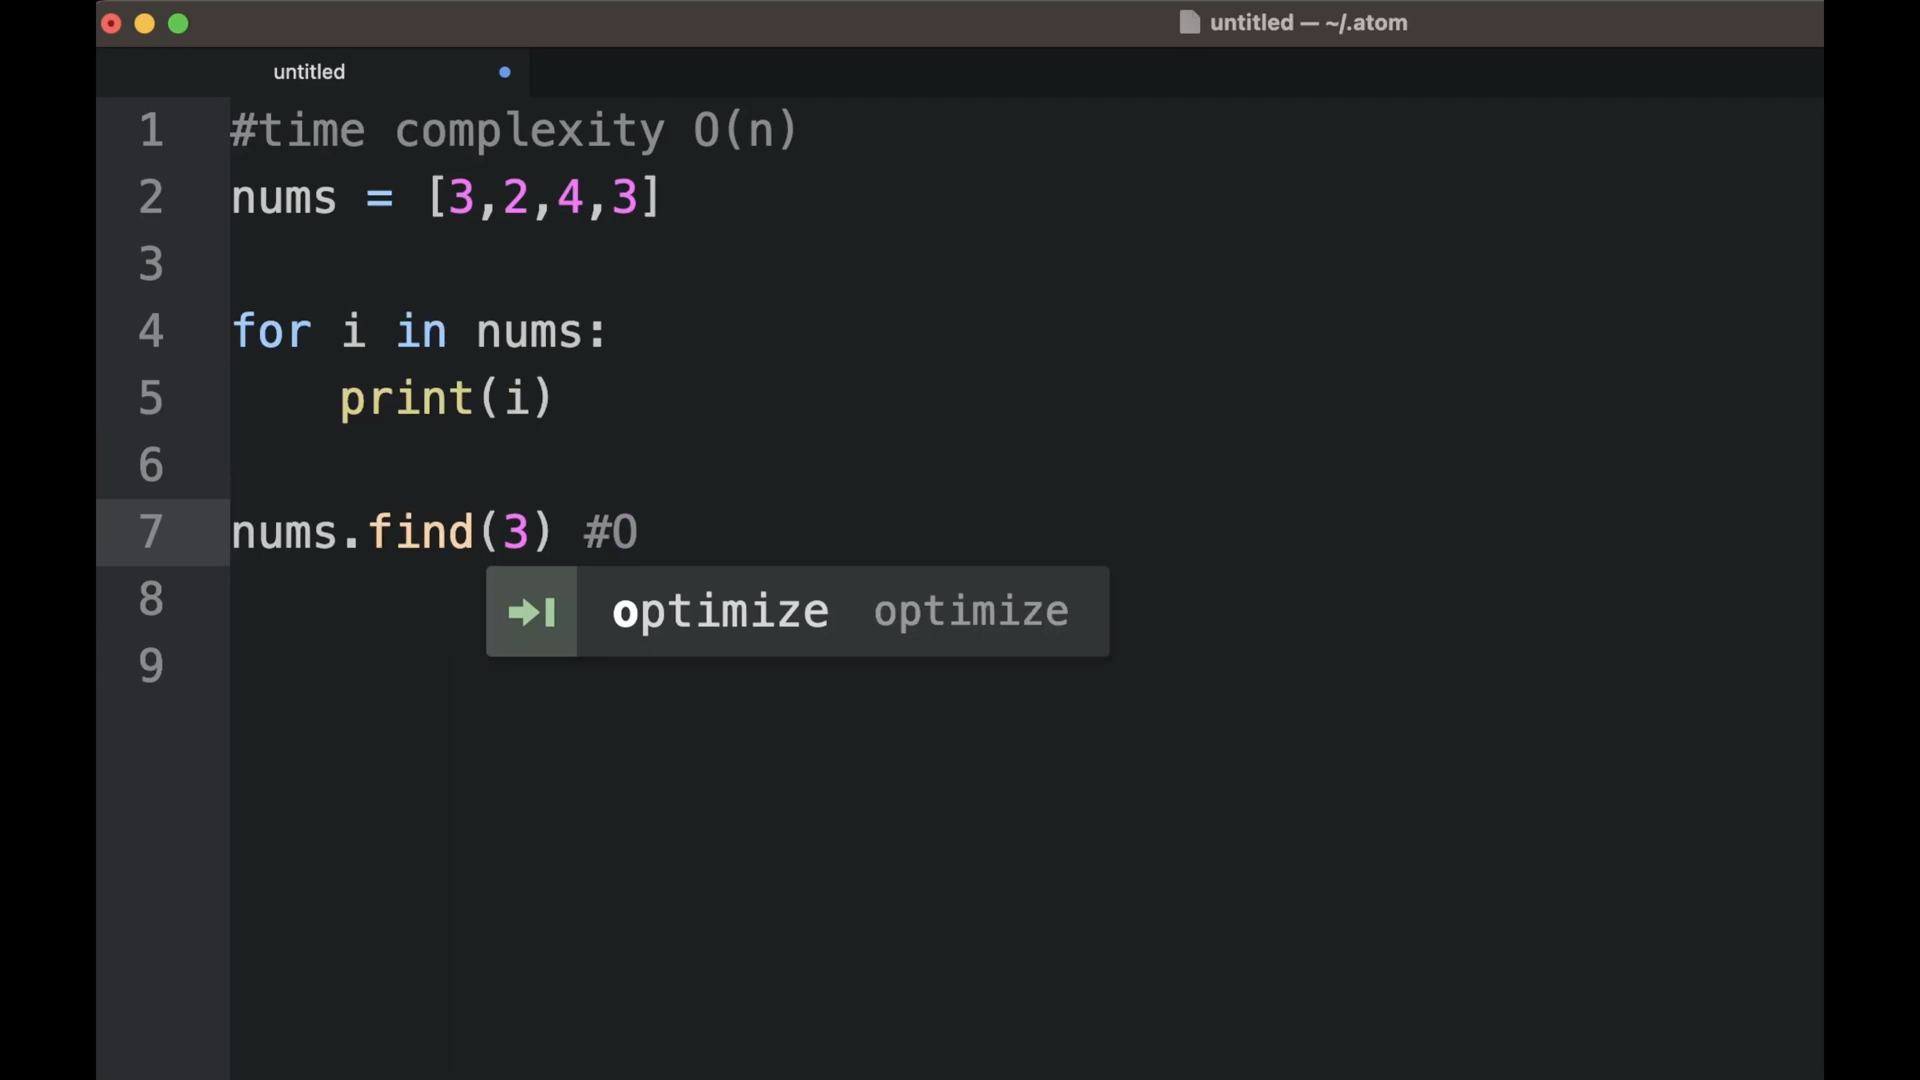 untitled — ~/.atom
untitled
1 #time complexity O(n)
2 nums = [3,2,4,3]
3
4 for i in nums:
5     print(i)
6
7 nums.find(3) #O
optimize optimize
8
9